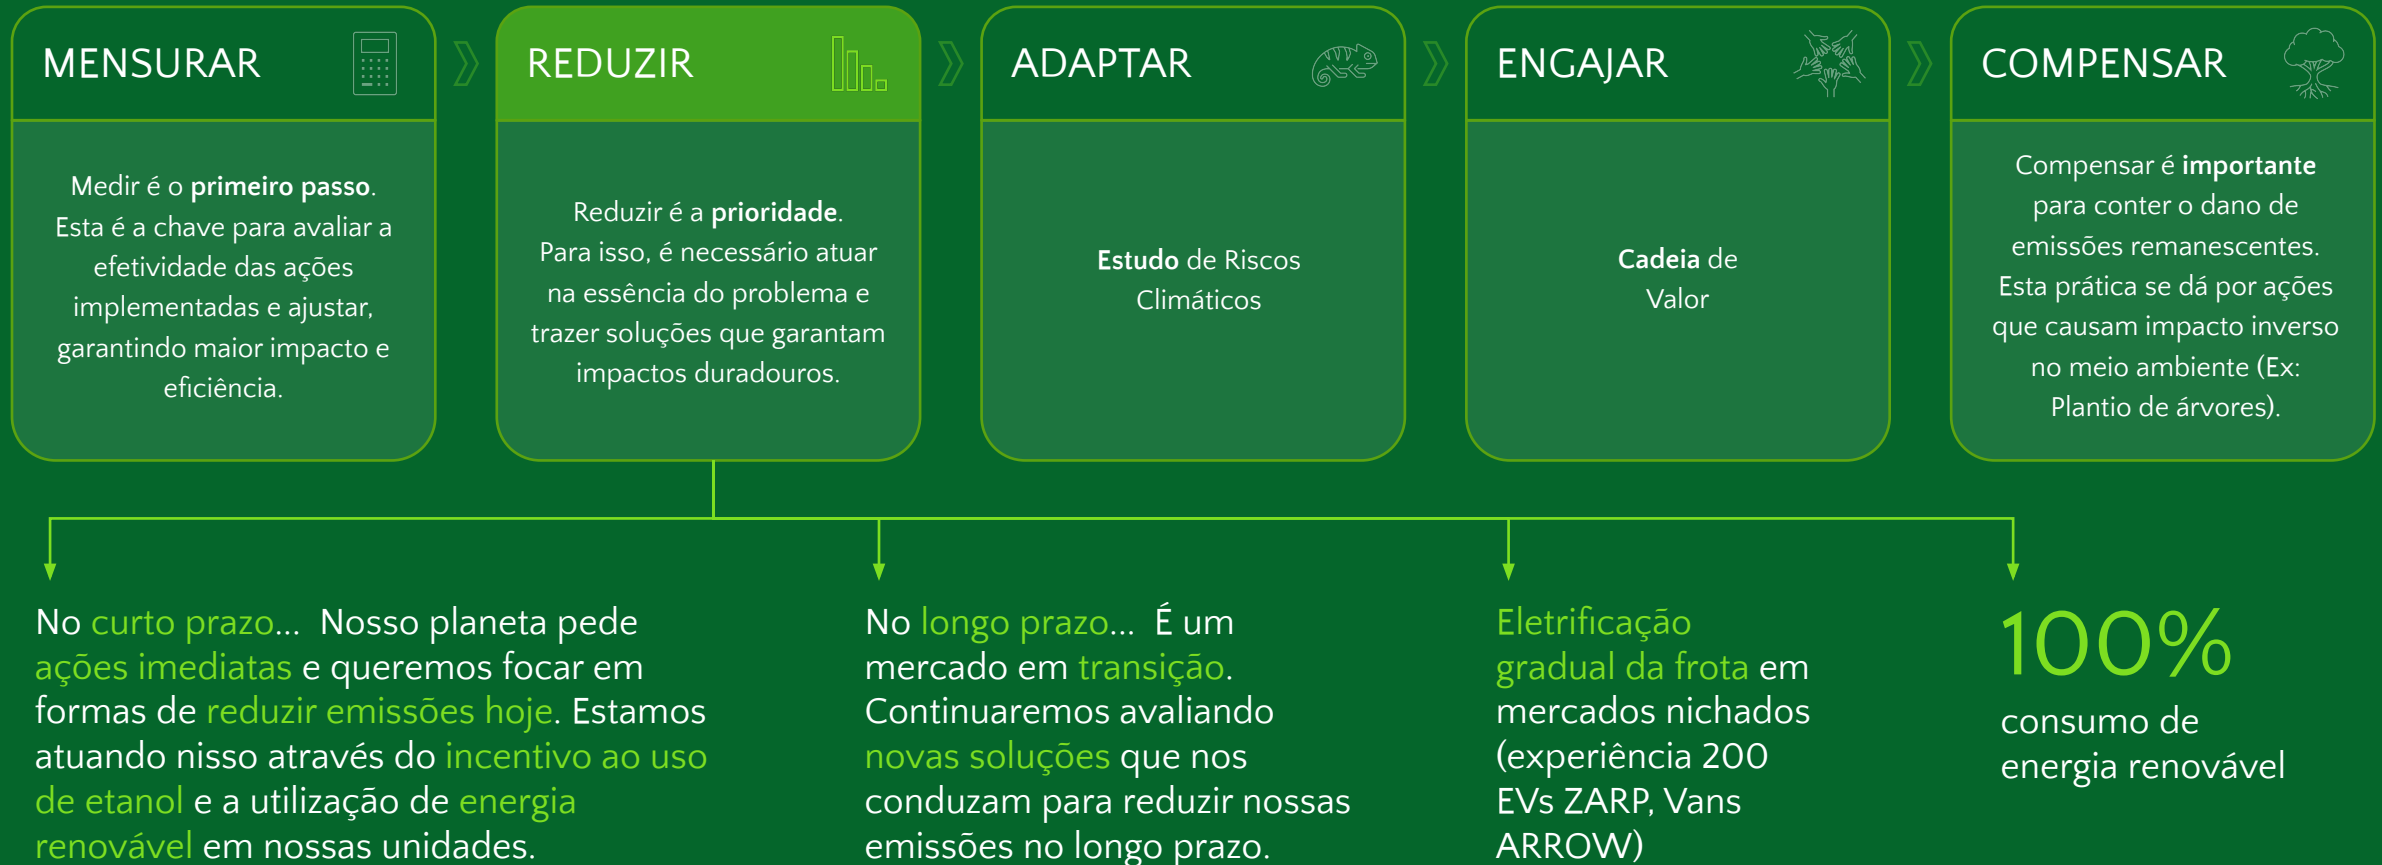 MENSURAR
Medir é o primeiro passo.
Esta é a chave para avaliar a
efetividade das ações
implementadas e ajustar,
garantindo maior impacto e
eficiência.
REDUZIR
Reduzir é a prioridade.
Para isso, é necessário atuar
na essência do problema e
trazer soluções que garantam
impactos duradouros.
ADAPTAR
Estudo de Riscos
Climáticos
ENGAJAR
Cadeia de
Valor
COMPENSAR
Compensar é importante
para conter o dano de
emissões remanescentes.
Esta prática se dá por ações
que causam impacto inverso
no meio ambiente (Ex:
Plantio de árvores).
No curto prazo... Nosso planeta pede
ações imediatas e queremos focar em
formas de reduzir emissões hoje. Estamos
atuando nisso através do incentivo ao uso
de etanol e a utilização de energia
renovável em nossas unidades.
No longo prazo... É um
mercado em transição.
Continuaremos avaliando
novas soluções que nos
conduzam para reduzir nossas
emissões no longo prazo.
Eletrificação
gradual da frota em
mercados nichados
(experiência 200
EVs ZARP, Vans
ARROW)
100%
consumo de
energia renovável